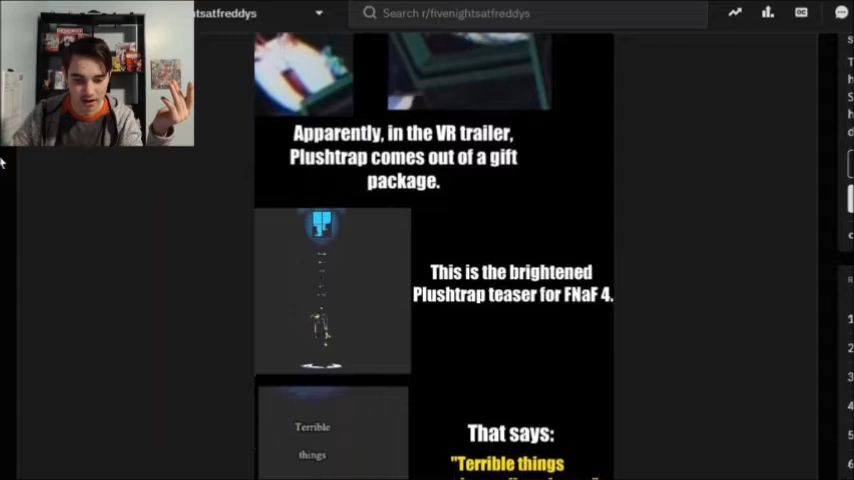 htsatfreddys
Search r/fivenightsatfreddys
Apparently, in the VR trailer,
Plushtrap comes out of a gift
package.
This is the brightened
Plushtrap teaser for FNaF 4.
Terrible
things
That says:
"Terrible things